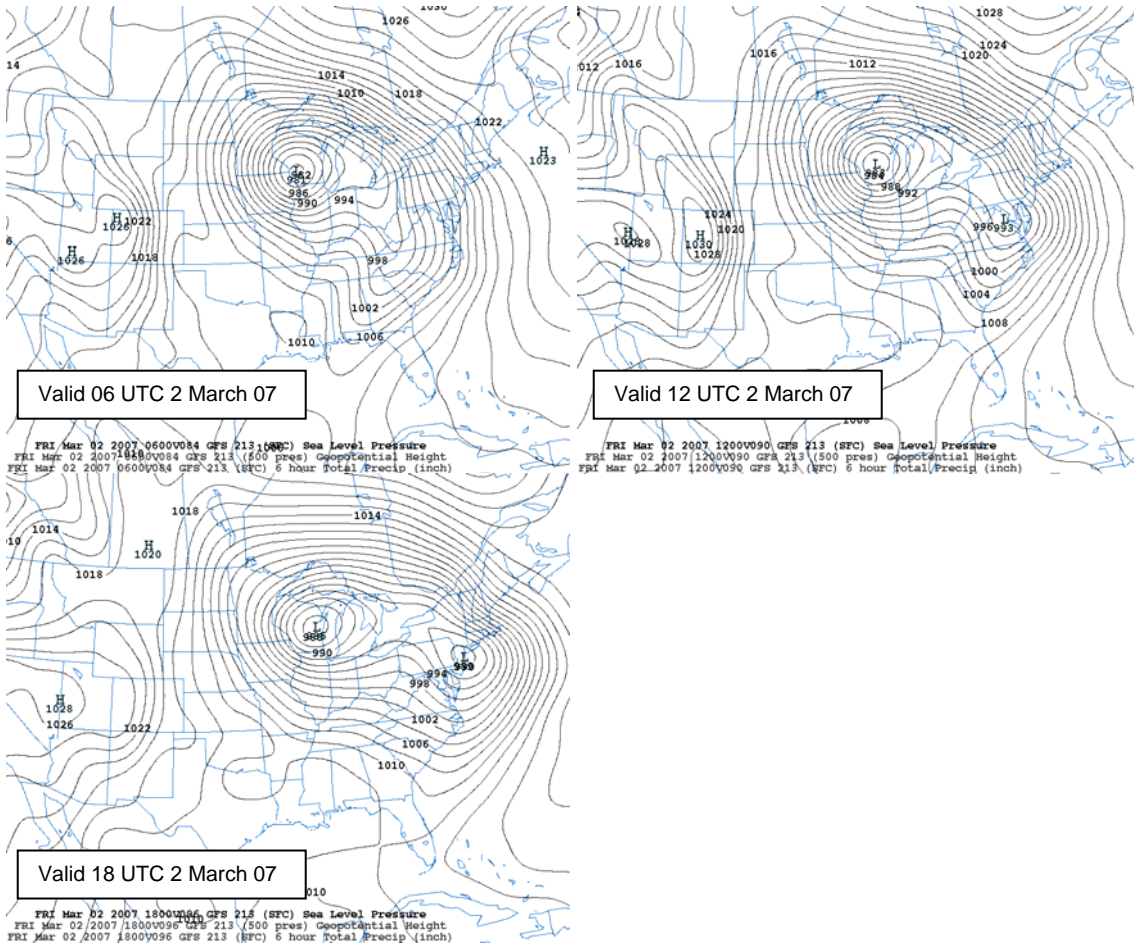 1030
1026
14
1014
1010
1018
1022
H
1023
L
986
990
994
H
1026
1022
H
1026
1018
998
1002
1006
1010
Valid 06 UTC 2 March 07
FRI Mar 02 2007 0600V084 GFS 213 (SFC) Sea Level Pressure
FRI Mar 02 2007 0600V084 GFS 213 (500 pres) Geopotential Height
FRI Mar 02 2007 0600V084 GFS 213 (SFC) 6 hour Total Precip (inch)
1028
1024
1020
1016
1016
1012
1012
L
984
988
992
1024
1020
H
1028
H
1030
1028
L
996
993
1000
1004
1008
Valid 12 UTC 2 March 07
1008
FRI Mar 02 2007 1200V090 GFS 213 (SFC) Sea Level Pressure
FRI Mar 02 2007 1200V090 GFS 213 (500 pres) Geopotential Height
FRI Mar 02 2007 1200V090 GFS 213 (SFC) 6 hour Total Precip (inch)
1018
1014
1014
H
1020
1018
L
990
L
994
998
H
1028
1026
1022
1002
1006
1010
Valid 18 UTC 2 March 07
1010
FRI Mar 02 2007 1800V096 GFS 213 (SFC) Sea Level Pressure
FRI Mar 02 2007 1800V096 GFS 213 (500 pres) Geopotential Height
FRI Mar 02 2007 1800V096 GFS 213 (SFC) 6 hour Total Precip (inch)